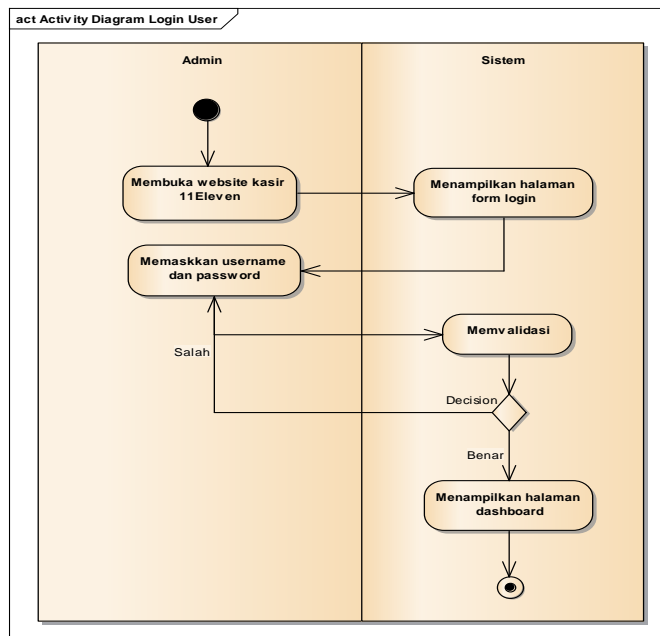 act Activity Diagram Login User
Admin
Sistem
Membuka website kasir
11Eleven
Menampilkan halaman
form login
Memaskkan username
dan password
Memvalidasi
Salah
Decision
Benar
Menampilkan halaman
dashboard